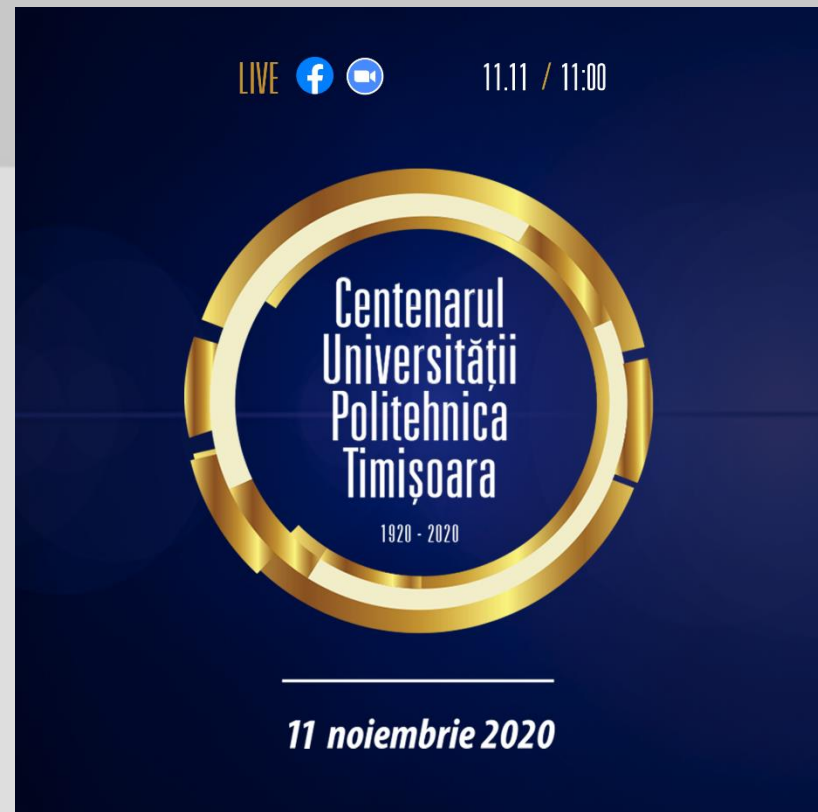 LIVE 11.11 / 11:00
Centenarul
Universității
Politehnica
Timișoara
1920 - 2020
11 noiembrie 2020